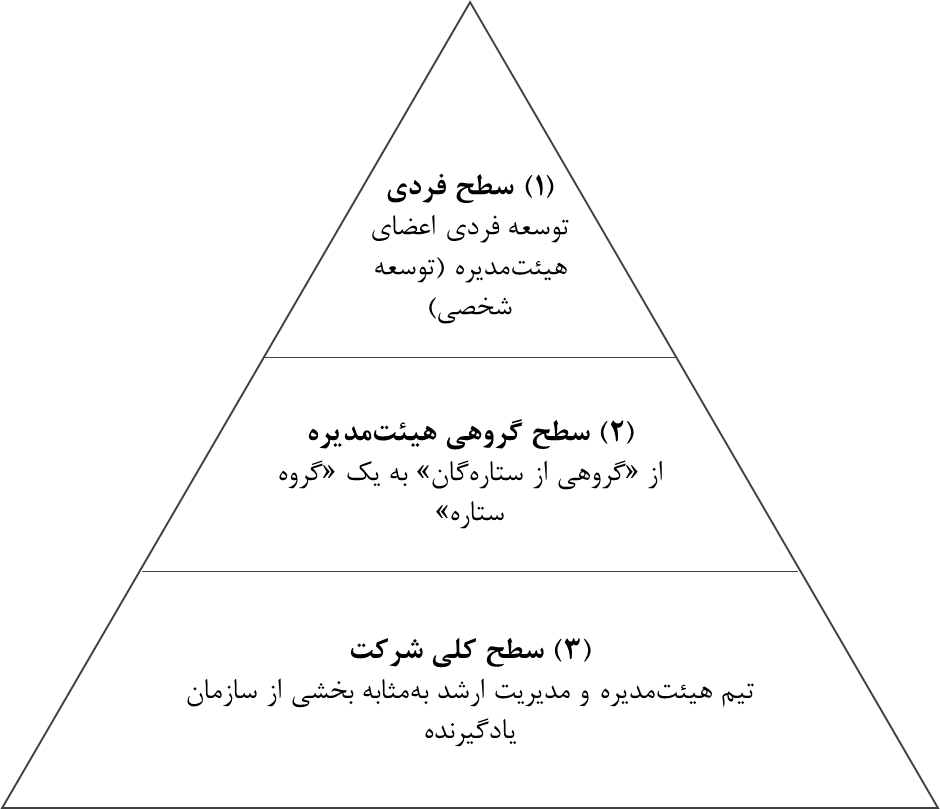 (۱) سطح فردی
توسعه فردی اعضای
هیئت‌مدیره (توسعه
شخصی)
(۲) سطح گروهی هیئت‌مدیره
از «گروهی از ستاره‌گان» به یک «گروه
ستاره»
(۳) سطح کلی شرکت
تیم هیئت‌مدیره و مدیریت ارشد به‌مثابه بخشی از سازمان
یادگیرنده